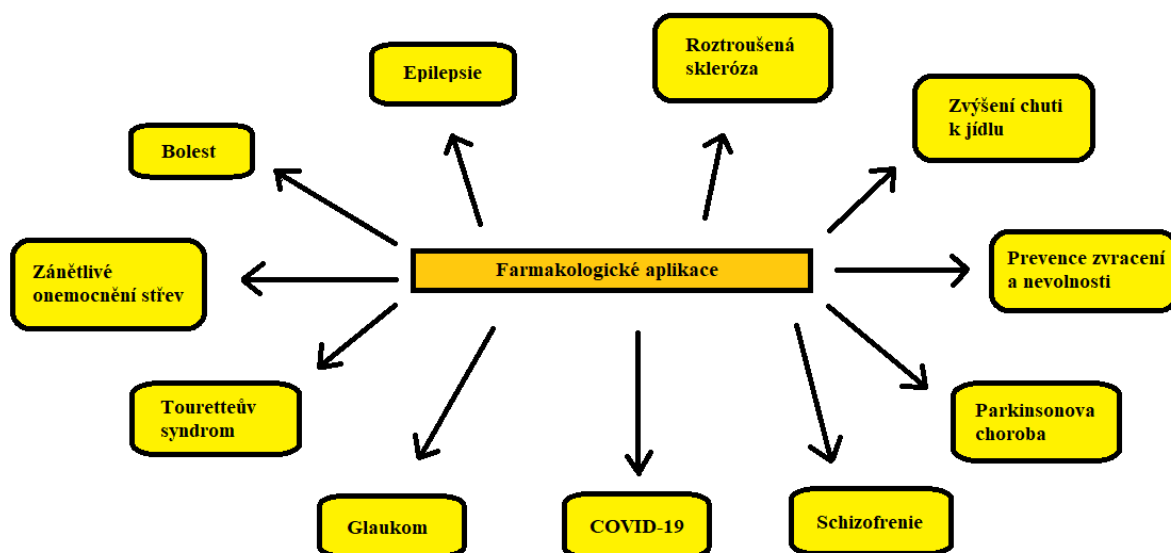 Roztroušená
skleróza
Epilepsie
Zvýšení chuti
k jídlu
Bolest
Farmakologické aplikace
Zánětlivé
onemocnění střev
Prevence zvracení
a nevolnosti
Touretteův
syndrom
Parkinsonova
choroba
Glaukom
COVID-19
Schizofrenie